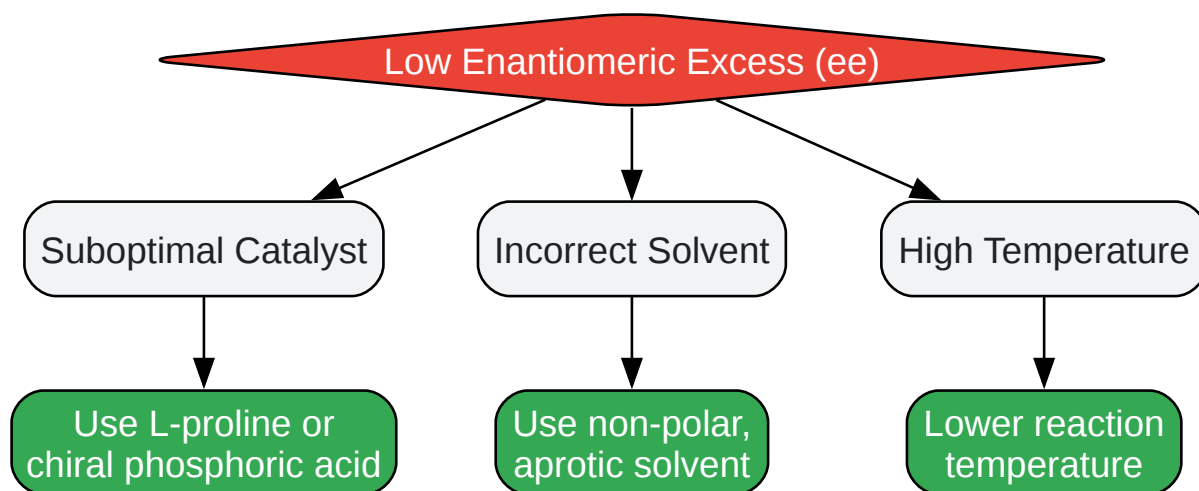 Low Enantiomeric Excess (ee)
Suboptimal Catalyst
Incorrect Solvent
High Temperature
Use L-proline or
chiral phosphoric acid
Use non-polar,
aprotic solvent
Lower reaction
temperature